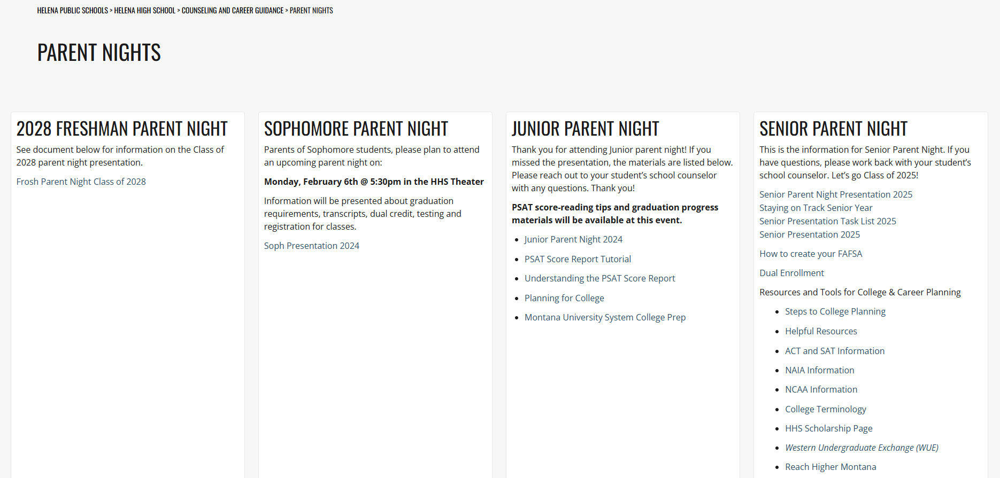 HELENA PUBLIC SCHOOLS > HELENA HIGH SCHOOL > COUNSELING AND CAREER GUIDANCE > PARENT NIGHTS
PARENT NIGHTS
2028 FRESHMAN PARENT NIGHT
See document below for information on the Class of
2028 parent night presentation.
Frosh Parent Night Class of 2028
SOPHOMORE PARENT NIGHT
Parents of Sophomore students, please plan to attend
an upcoming parent night on:
Monday, February 6th @ 5:30pm in the HHS Theater
Information will be presented about graduation
requirements, transcripts, dual credit, testing and
registration for classes.
Soph Presentation 2024
JUNIOR PARENT NIGHT
Thank you for attending Junior parent night! If you
missed the presentation, the materials are listed below.
Please reach out to your student’s school counselor
with any questions. Thank you!
PSAT score-reading tips and graduation progress
materials will be available at this event.
• Junior Parent Night 2024
• PSAT Score Report Tutorial
• Understanding the PSAT Score Report
• Planning for College
• Montana University System College Prep
SENIOR PARENT NIGHT
This is the information for Senior Parent Night. If you
have questions, please work back with your student’s
school counselor. Let’s go Class of 2025!
Senior Parent Night Presentation 2025
Staying on Track Senior Year
Senior Presentation Task List 2025
Senior Presentation 2025
How to create your FAFSA
Dual Enrollment
Resources and Tools for College & Career Planning
• Steps to College Planning
• Helpful Resources
• ACT and SAT Information
• NAIA Information
• NCAA Information
• College Terminology
• HHS Scholarship Page
• Western Undergraduate Exchange (WUE)
• Reach Higher Montana